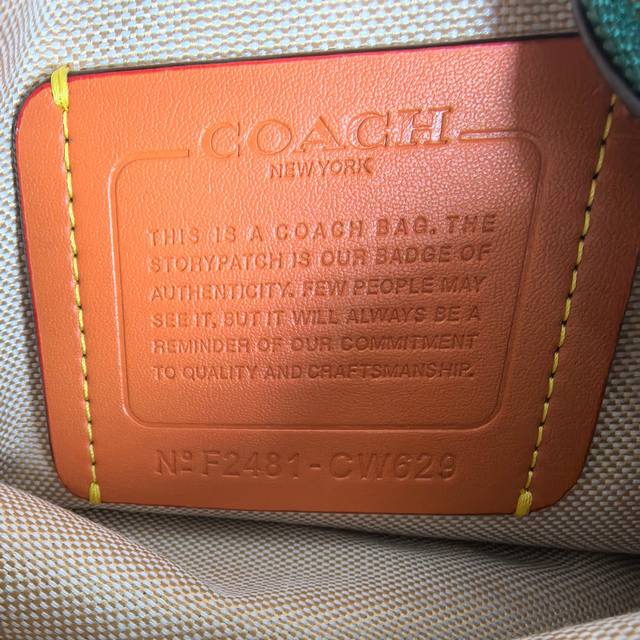 COACH
NEW YORK
THIS IS A COACH BAG. THE
STORYPATCH IS OUR BADGE OF
AUTHENTICITY. FEW PEOPLE MAY
SEE IT, BUT IT WILL ALWAYS BE A
REMINDER OF OUR COMMITMENT
TO QUALITY AND CRAFTSMANSHIP.
Nº F2481-CW629